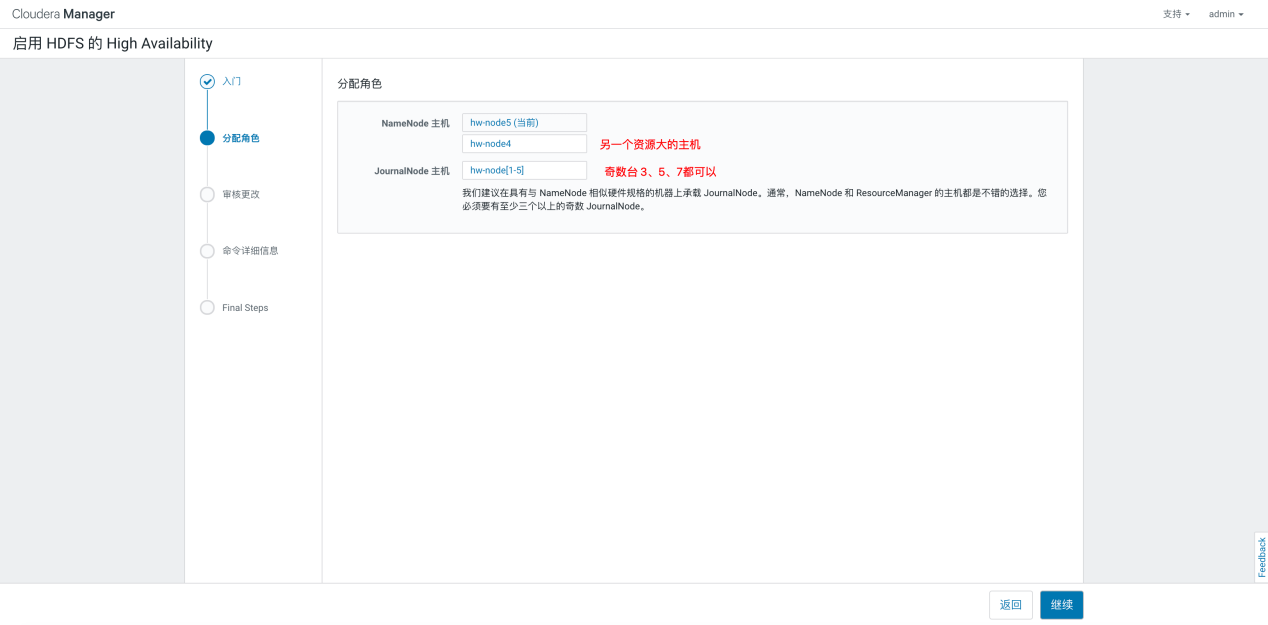 Cloudera Manager
支持
admin
启用 HDFS 的 High Availability
入门
分配角色
审核更改
命令详细信息
Final Steps
分配角色
NameNode 主机
hw-node5 (当前)
hw-node4
另一个资源大的主机
JournalNode 主机
hw-node[1-5]
奇数台 3、5、7都可以
我们建议在具有与 NameNode 相似硬件规格的机器上承载 JournalNode。通常，NameNode 和 ResourceManager 的主机都是不错的选择。您
必须要有至少三个以上的奇数 JournalNode。
Feedback
返回
继续